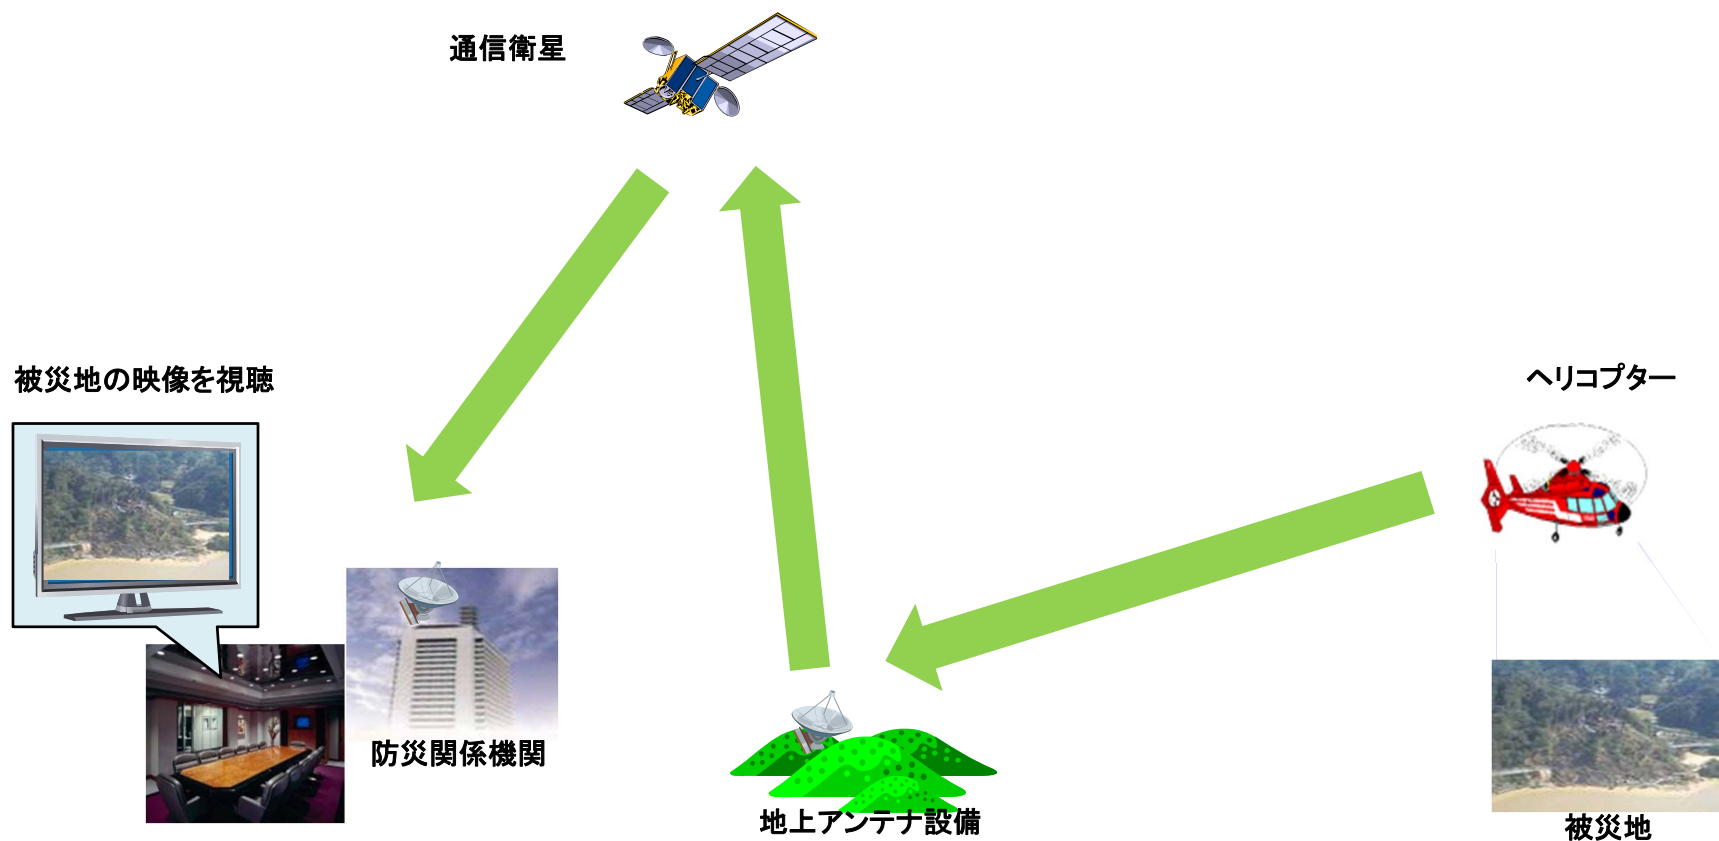 通信衛星
被災地の映像を視聴
ヘリコプター
防災関係機関
地上アンテナ設備
被災地